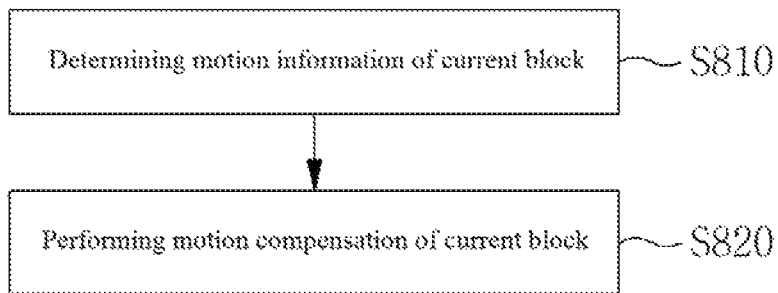 Determining motion information of current block
S810
Performing motion compensation of current block
S820